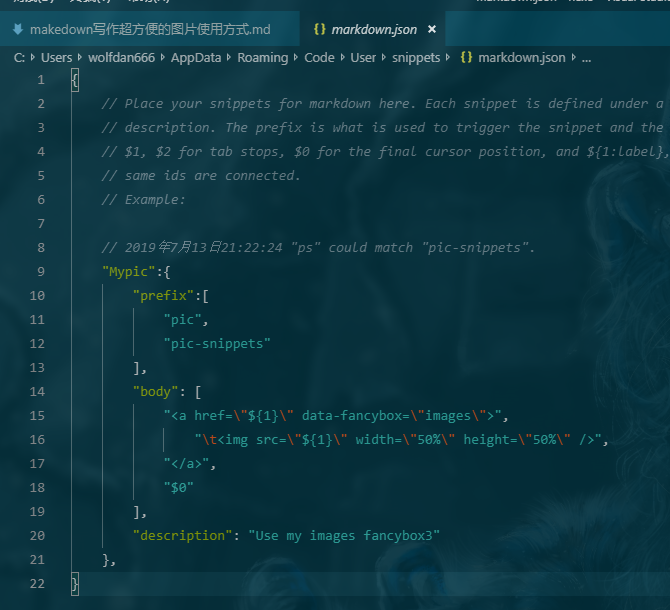 makedown写作超方便的图片使用方式.md
{} markdown.json ×
C: > Users > wolfdan666 > AppData > Roaming > Code > User > snippets > {} markdown.json > ...
1 {
2 // Place your snippets for markdown here. Each snippet is defined under a
3 // description. The prefix is what is used to trigger the snippet and the
4 // $1, $2 for tab stops, $0 for the final cursor position, and ${1:label},
5 // same ids are connected.
6 // Example:
7
8 // 2019年7月13日21:22:24 "ps" could match "pic-snippets".
9 "Mypic":{
10 "prefix":[
11 "pic",
12 "pic-snippets"
13 ],
14 "body": [
15 "<a href=\"${1}\" data-fancybox=\"images\">",
16 "\t<img src=\"${1}\" width=\"50%\" height=\"50%\" />",
17 "</a>",
18 "$0"
19 ],
20 "description": "Use my images fancybox3"
21 },
22 }